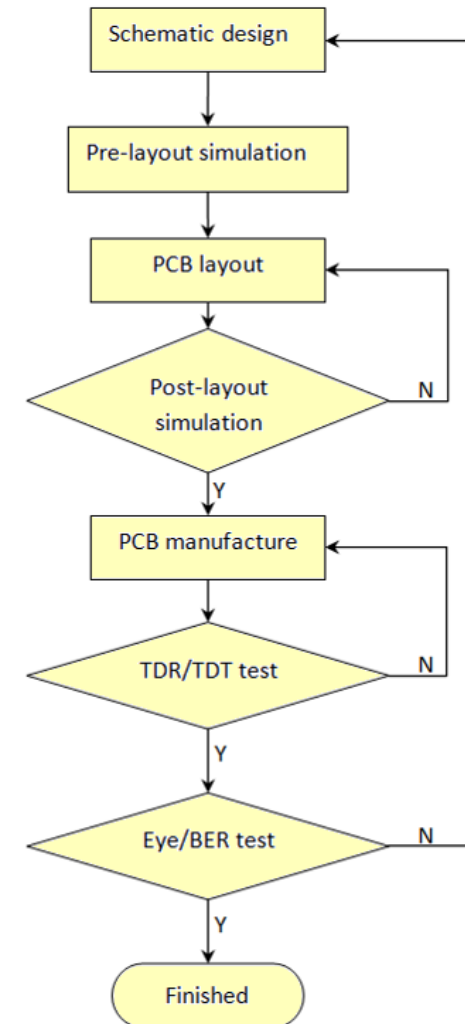 Schematic design
Pre-layout simulation
PCB layout
Post-layout
simulation
N
Y
PCB manufacture
TDR/TDT test
N
Y
Eye/BER test
N
Y
Finished